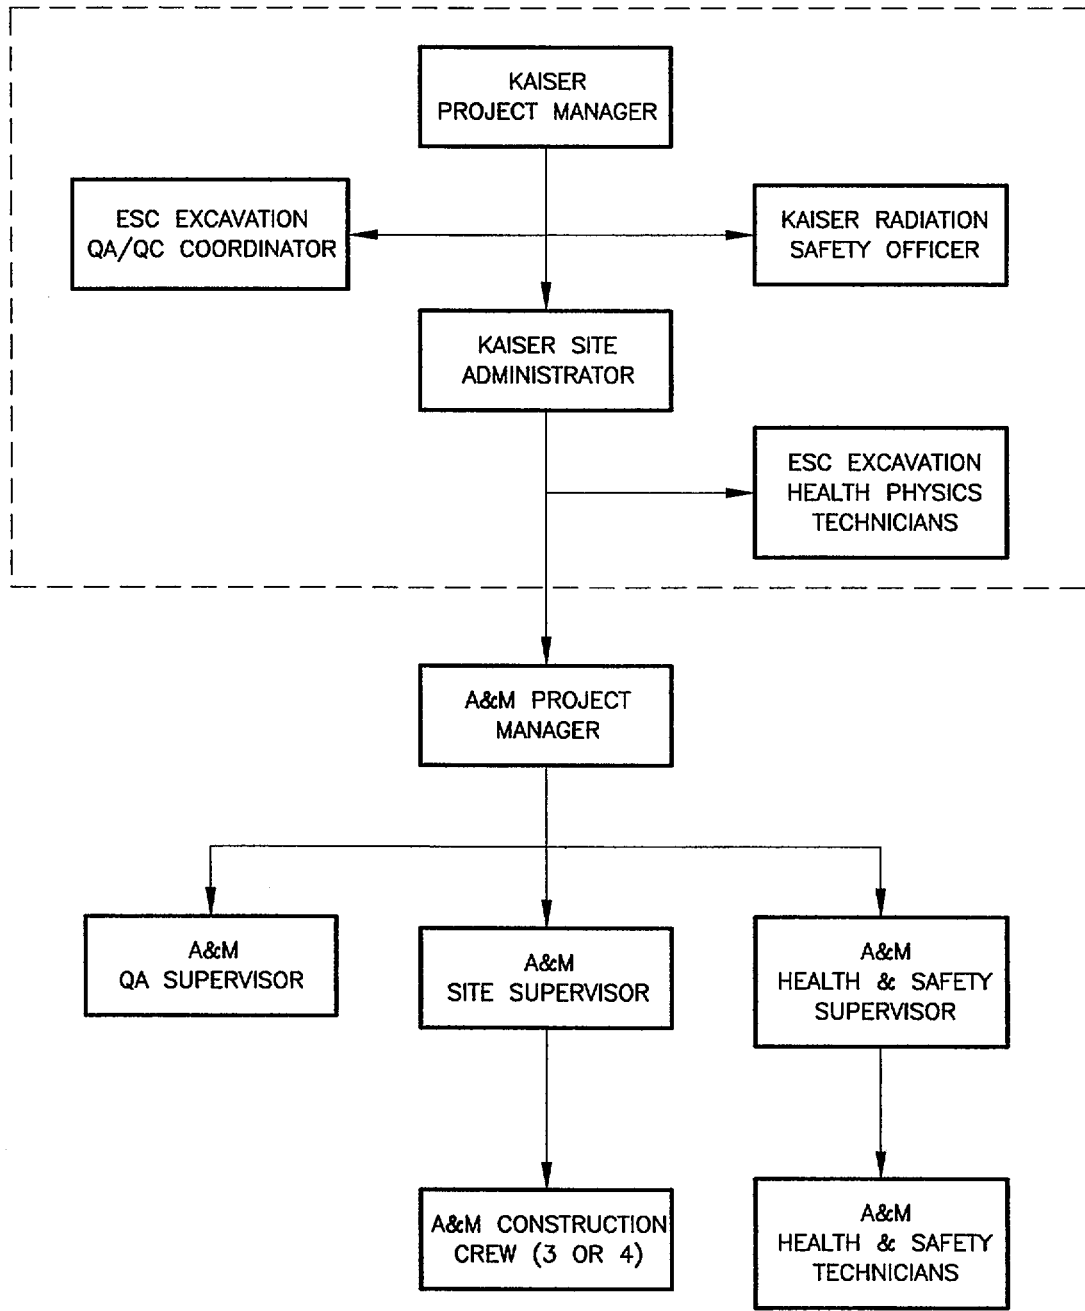 KAISER
PROJECT MANAGER
ESC EXCAVATION
QA/QC COORDINATOR
KAISER RADIATION
SAFETY OFFICER
KAISER SITE
ADMINISTRATOR
ESC EXCAVATION
HEALTH PHYSICS
TECHNICIANS
A&M PROJECT
MANAGER
A&M
QA SUPERVISOR
A&M
SITE SUPERVISOR
A&M
HEALTH & SAFETY
SUPERVISOR
A&M CONSTRUCTION
CREW (3 OR 4)
A&M
HEALTH & SAFETY
TECHNICIANS